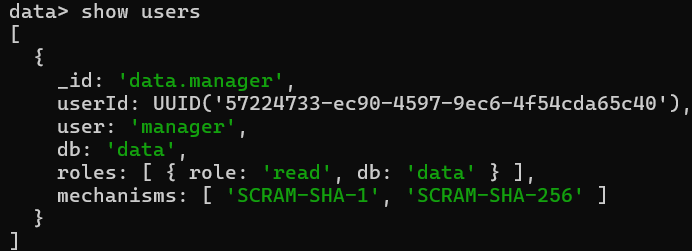 data> show users
[
  {
    _id: 'data.manager',
    userId: UUID('57224733-ec90-4597-9ec6-4f54cda65c40'),
    user: 'manager',
    db: 'data',
    roles: [ { role: 'read', db: 'data' } ],
    mechanisms: [ 'SCRAM-SHA-1', 'SCRAM-SHA-256' ]
  }
]